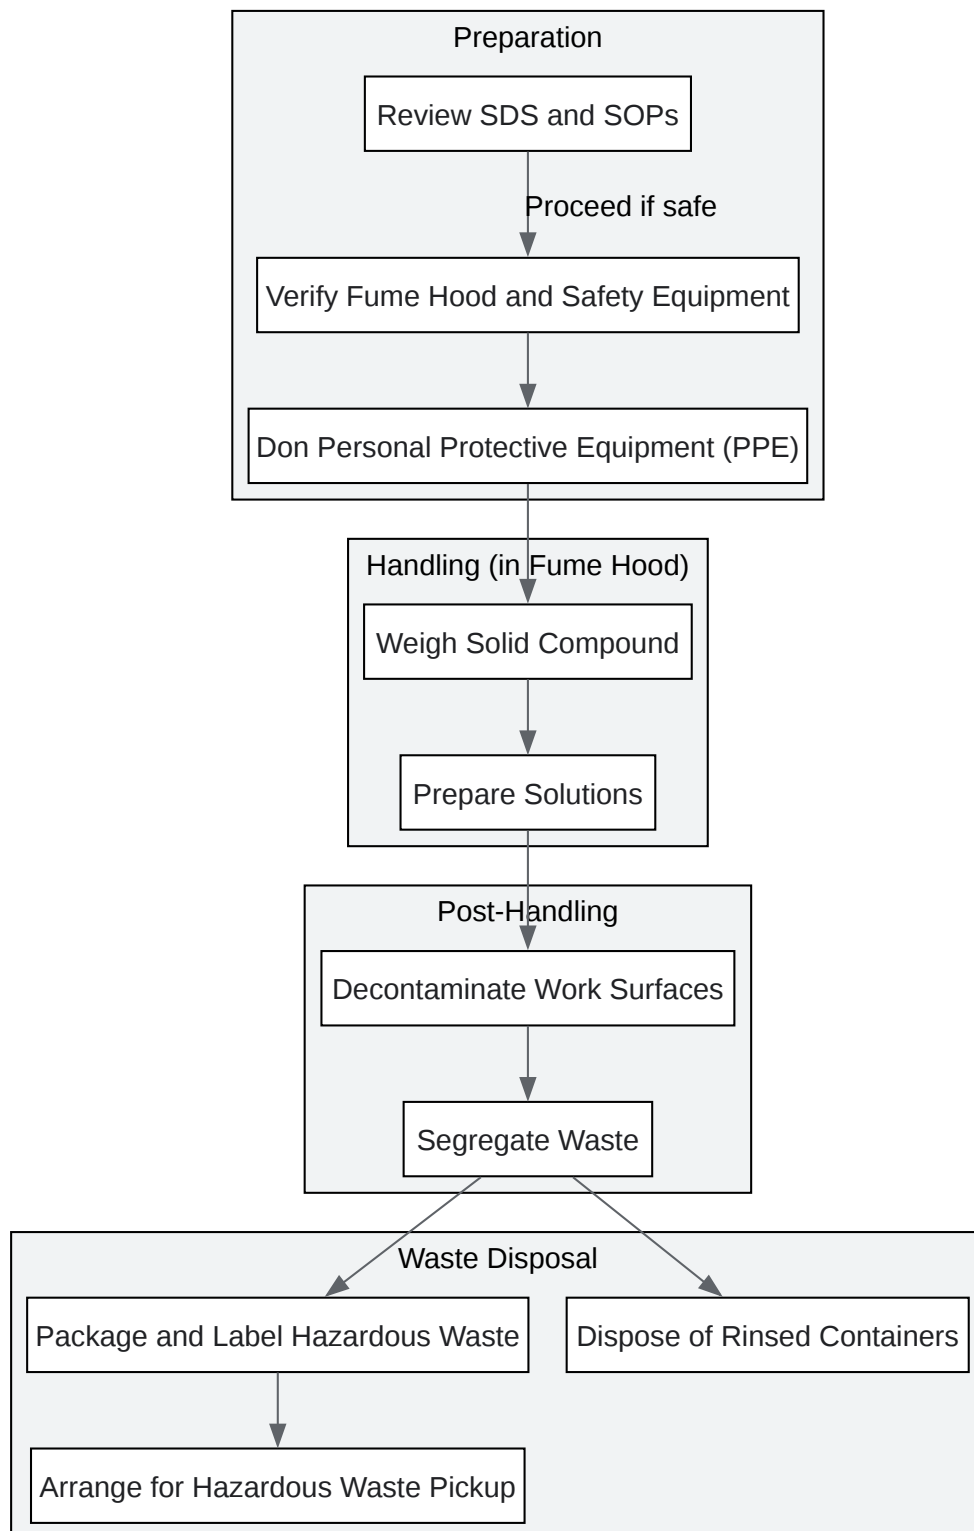 Preparation
Review SDS and SOPs
Proceed if safe
Verify Fume Hood and Safety Equipment
Don Personal Protective Equipment (PPE)
Handling (in Fume Hood)
Weigh Solid Compound
Prepare Solutions
Post-Handling
Decontaminate Work Surfaces
Segregate Waste
Waste Disposal
Package and Label Hazardous Waste
Dispose of Rinsed Containers
Arrange for Hazardous Waste Pickup